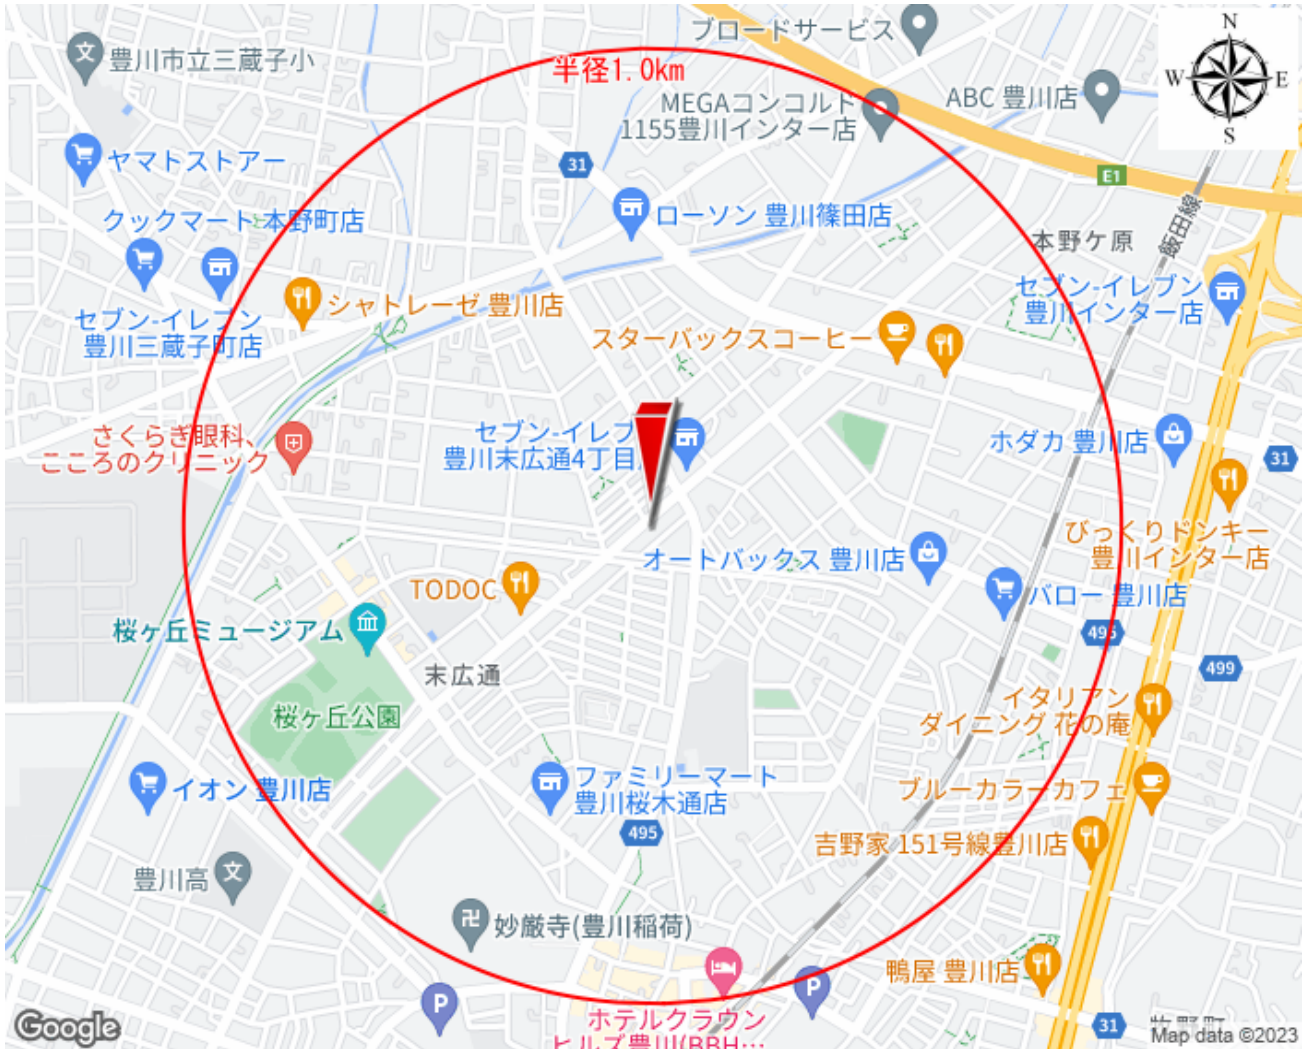 ブロードサービス
N
W
E
S
豊川市立三蔵子小
半径1.0km
MEGAコンコルド
1155豊川インター店
ABC 豊川店
ヤマトストアー
31
E1
クックマート 本野町店
ローソン 豊川篠田店
飯田線
本野ケ原
セブン-イレブン
豊川インター店
シャトレーゼ 豊川店
セブン-イレブン
豊川三蔵子町店
スターバックスコーヒー
さくらぎ眼科、
こころのクリニック
セブン-イレブ
豊川末広通4丁目
ホダカ 豊川店
31
びっくりドンキー
豊川インター店
オートバックス 豊川店
TODOC
バロー 豊川店
桜ヶ丘ミュージアム
495
499
末広通
イタリアン
ダイニング 花の庵
桜ヶ丘公園
イオン 豊川店
ファミリーマート
豊川桜木通店
ブルーカラーカフェ
495
吉野家 151号線豊川店
豊川高
妙厳寺(豊川稲荷)
鴨屋 豊川店
P
P
ホテルクラウン
ヒルズ豊川(BBH…
31
Google
Map data ©2023